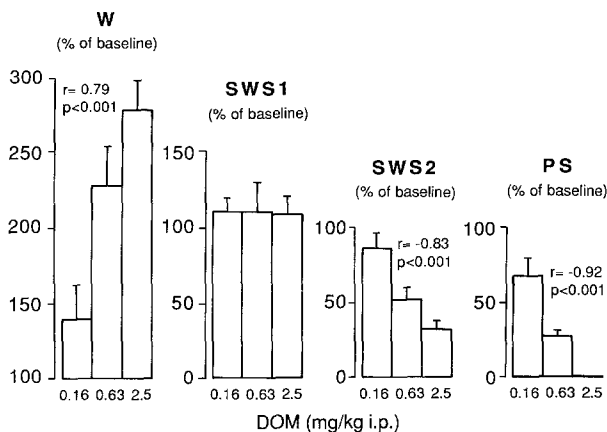 W
(% of baseline)
300
250
200
150
100
r= 0.79
p<0.001
0.16 0.63 2.5
SWS1
(% of baseline)
150
100
50
0
0.16 0.63 2.5
SWS2
(% of baseline)
100
50
0
r= -0.83
p<0.001
0.16 0.63 2.5
PS
(% of baseline)
100
50
0
r= -0.92
p<0.001
0.16 0.63 2.5
DOM (mg/kg i.p.)